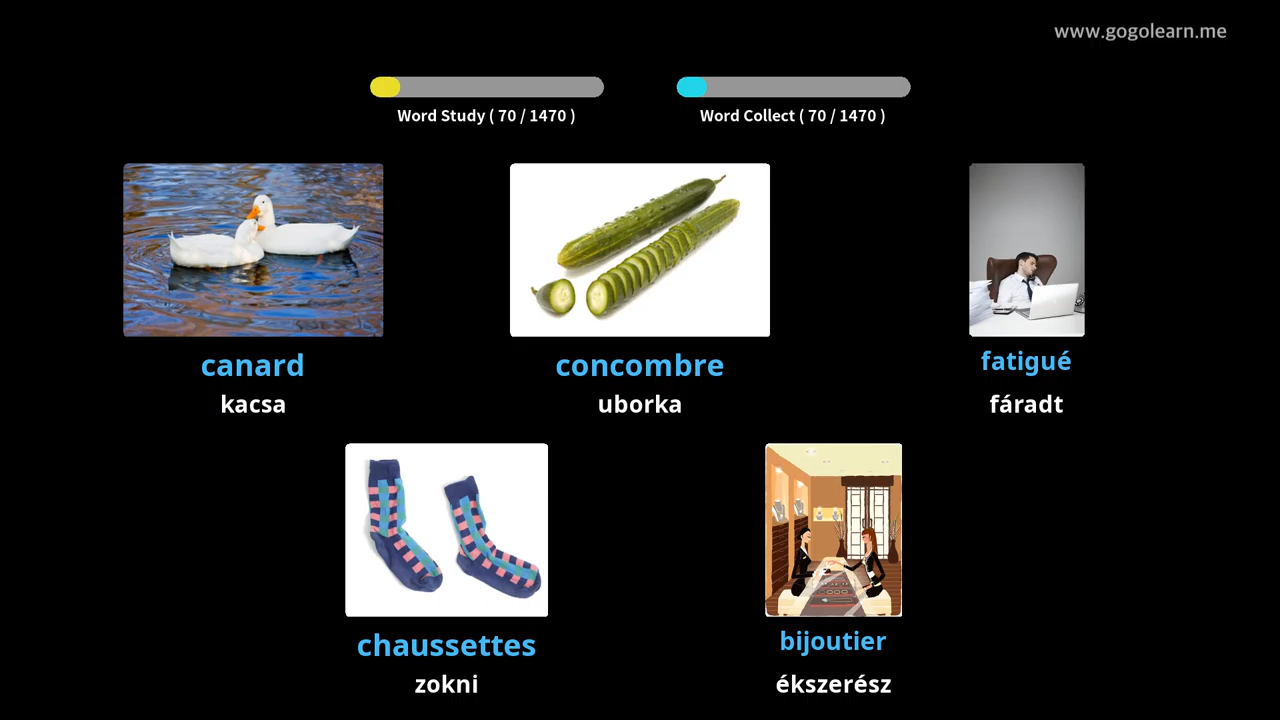 www.gogolearn.me
Word Study ( 70 / 1470 )
Word Collect ( 70 / 1470 )
canard
kacsa
concombre
uborka
fatigué
fáradt
chaussettes
zokni
bijoutier
ékszerész